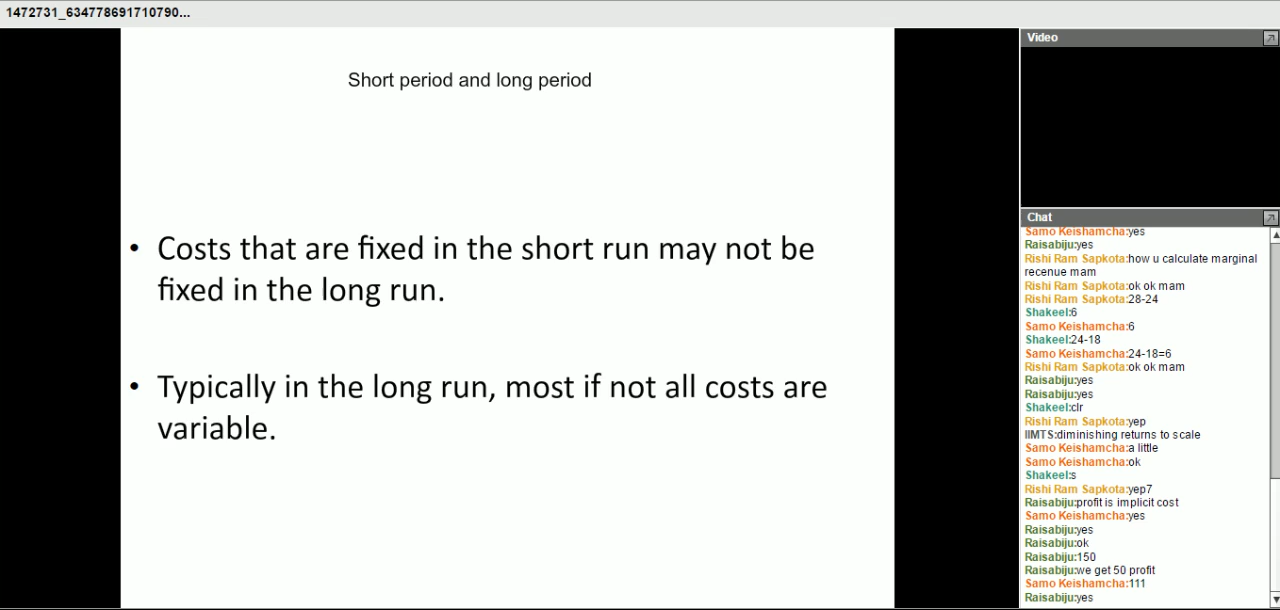 1472731_634778691710790...
Short period and long period
• Costs that are fixed in the short run may not be
fixed in the long run.
• Typically in the long run, most if not all costs are
variable.
Video
Chat
Samo Keishamcha:yes
Raisabiju:yes
Rishi Ram Sapkota:how u calculate marginal
recenue mam
Rishi Ram Sapkota:ok ok mam
Rishi Ram Sapkota:28-24
Shakeel:6
Samo Keishamcha:6
Shakeel:24-18
Samo Keishamcha:24-18=6
Rishi Ram Sapkota:ok ok mam
Raisabiju:yes
Raisabiju:yes
Shakeel:clr
Rishi Ram Sapkota:yep
IIMTS:diminishing returns to scale
Samo Keishamcha:a little
Samo Keishamcha:ok
Shakeel:s
Rishi Ram Sapkota:yep7
Raisabiju:profit is implicit cost
Samo Keishamcha:yes
Raisabiju:yes
Raisabiju:ok
Raisabiju:150
Raisabiju:we get 50 profit
Samo Keishamcha:111
Raisabiju:yes